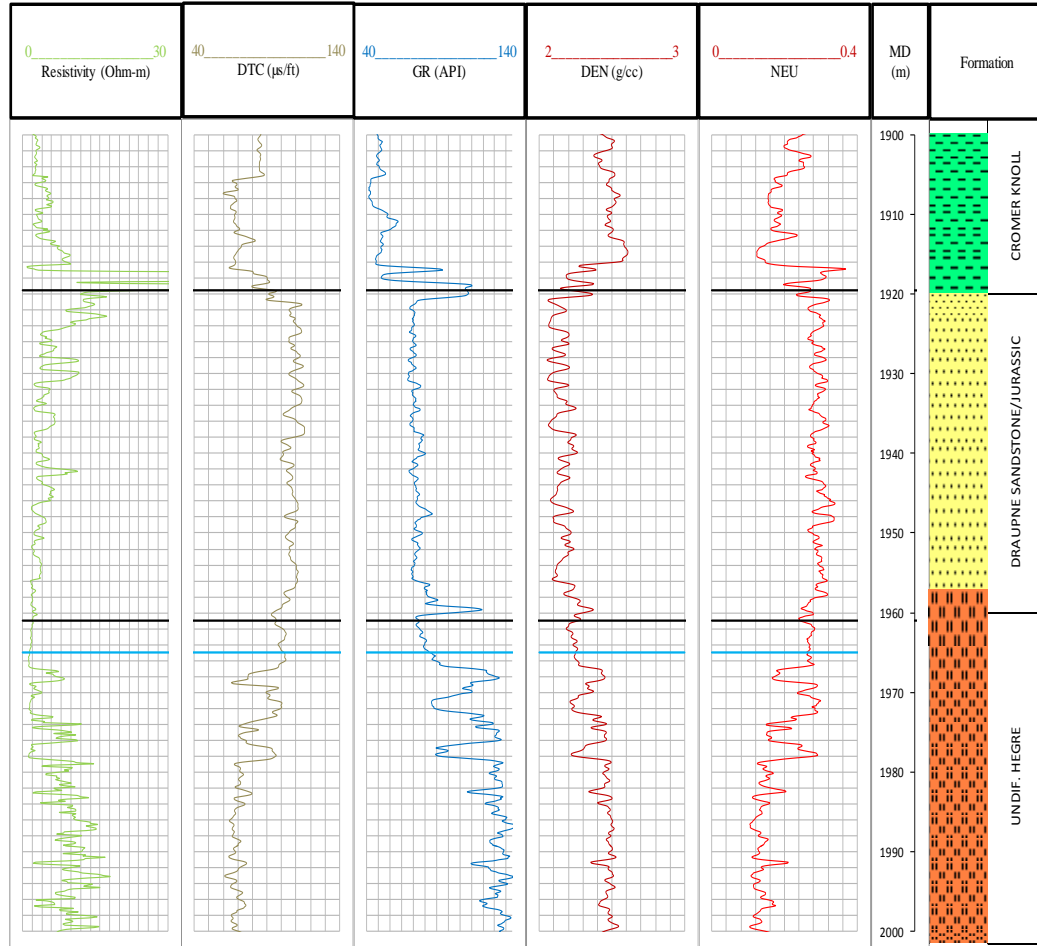 0 30
Resistivity (Ohm-m)
40 140
DTC (µs/ft)
40 140
GR (API)
2 3
DEN (g/cc)
0 0.4
NEU
MD
(m)
Formation
1900
1910
1920
1930
1940
1950
1960
1970
1980
1990
2000
CROMER KNOLL
DRAUPNE SANDSTONE/JURASSIC
UNDIF. HEGRE